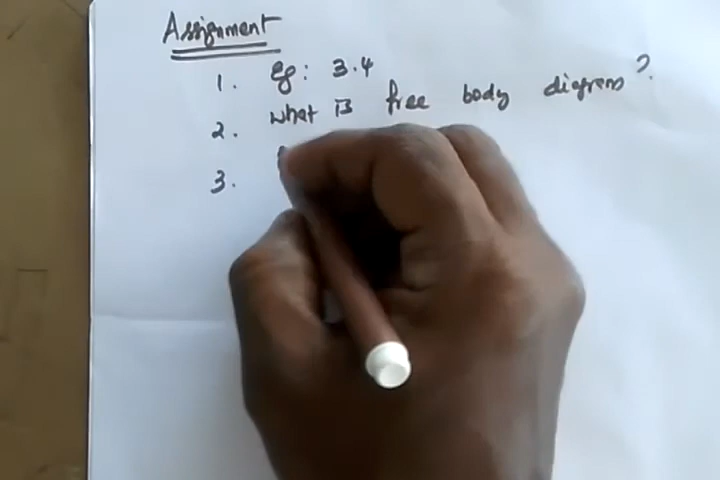 Assignment
1. Eg: 3.4
2. What is free body diagram?
3.